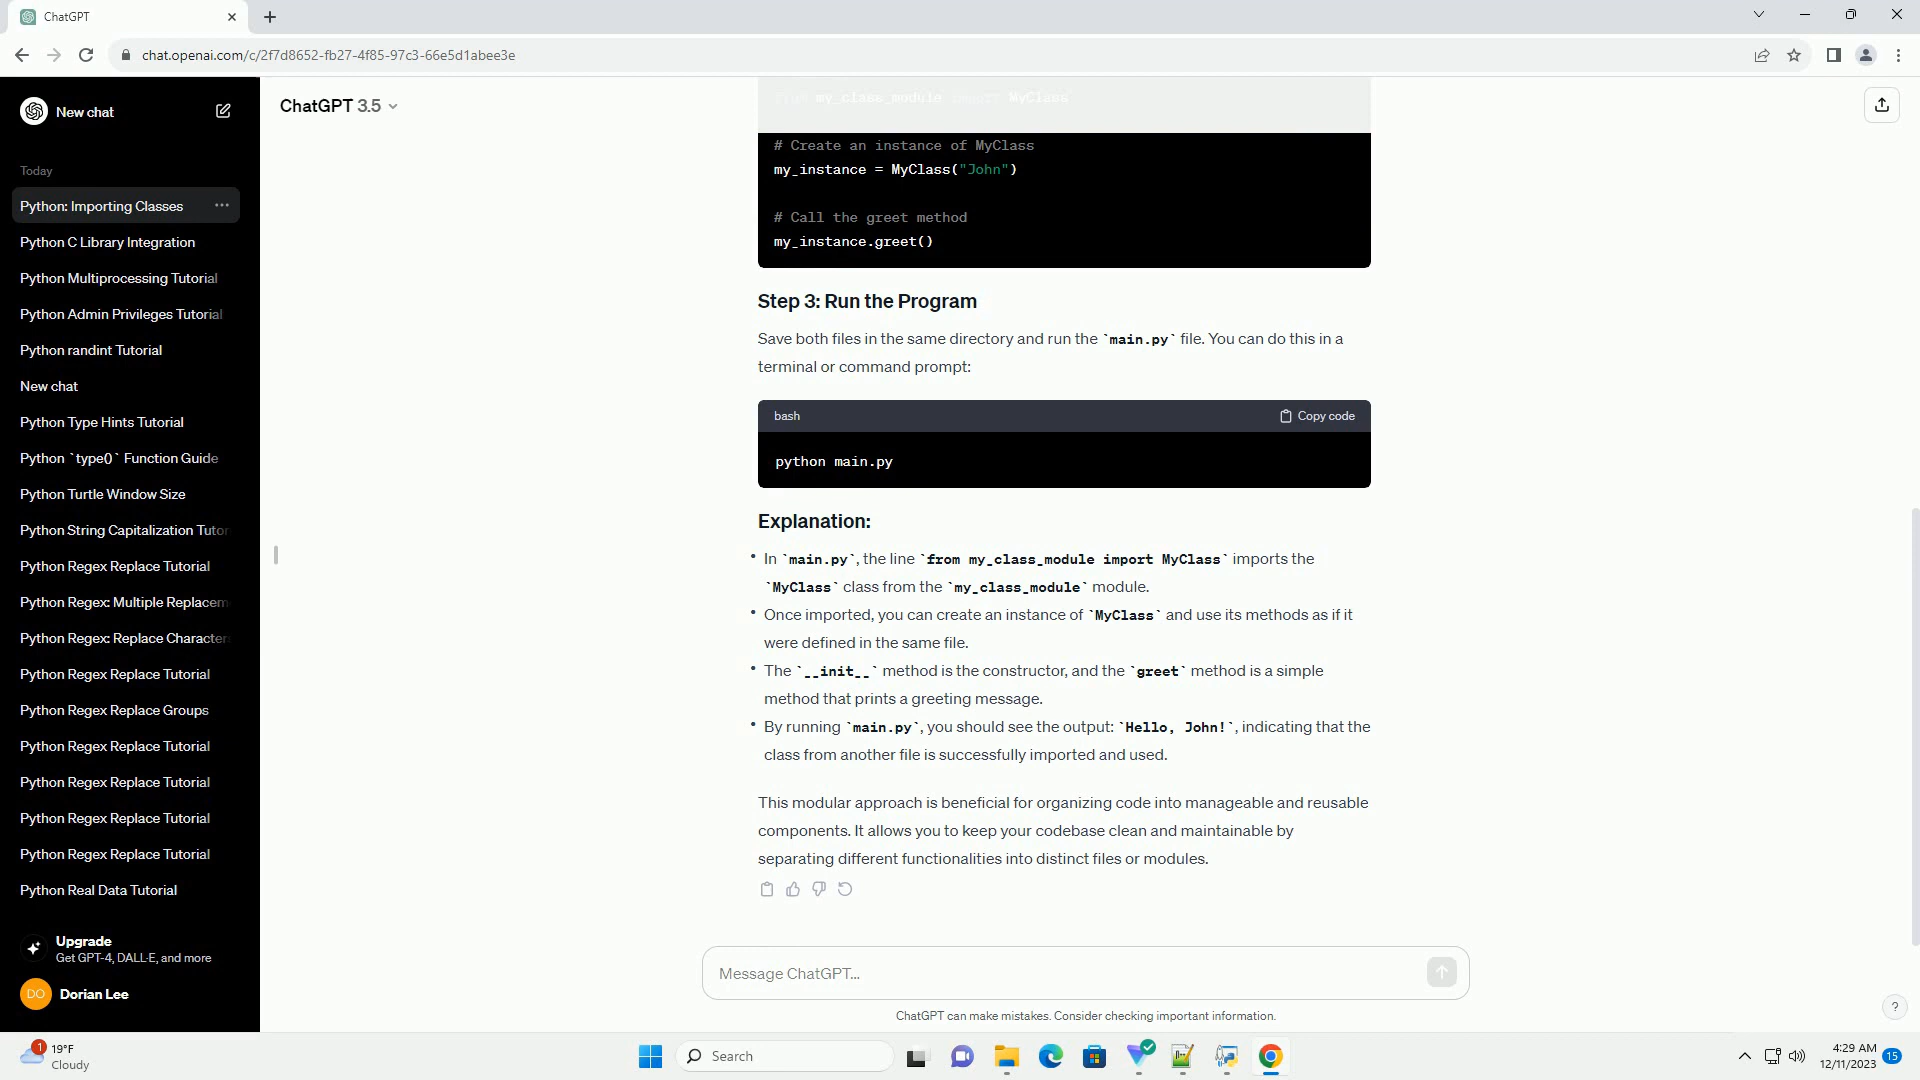 ChatGPT
chat.openai.com/c/2f7d8652-fb27-4f85-97c3-66e5d1abee3e
New chat
Today
Python: Importing Classes
Python C Library Integration
Python Multiprocessing Tutorial
Python Admin Privileges Tutorial
Python randint Tutorial
New chat
Python Type Hints Tutorial
Python `type()` Function Guide
Python Turtle Window Size
Python String Capitalization Tutor
Python Regex Replace Tutorial
Python Regex: Multiple Replacem
Python Regex: Replace Character
Python Regex Replace Tutorial
Python Regex Replace Groups
Python Regex Replace Tutorial
Python Regex Replace Tutorial
Python Regex Replace Tutorial
Python Regex Replace Tutorial
Python Real Data Tutorial
Upgrade
Get GPT-4, DALL·E, and more
DO Dorian Lee
ChatGPT 3.5
from my_class_module import MyClass
# Create an instance of MyClass
my_instance = MyClass("John")
# Call the greet method
my_instance.greet()
Step 3: Run the Program
Save both files in the same directory and run the `main.py` file. You can do this in a
terminal or command prompt:
bash Copy code
python main.py
Explanation:
• In `main.py`, the line `from my_class_module import MyClass` imports the
`MyClass` class from the `my_class_module` module.
• Once imported, you can create an instance of `MyClass` and use its methods as if it
were defined in the same file.
• The `__init__` method is the constructor, and the `greet` method is a simple
method that prints a greeting message.
• By running `main.py`, you should see the output: `Hello, John!`, indicating that the
class from another file is successfully imported and used.
This modular approach is beneficial for organizing code into manageable and reusable
components. It allows you to keep your codebase clean and maintainable by
separating different functionalities into distinct files or modules.
Message ChatGPT...
ChatGPT can make mistakes. Consider checking important information.
?
1
19°F
Cloudy
Search
4:29 AM
12/11/2023
15